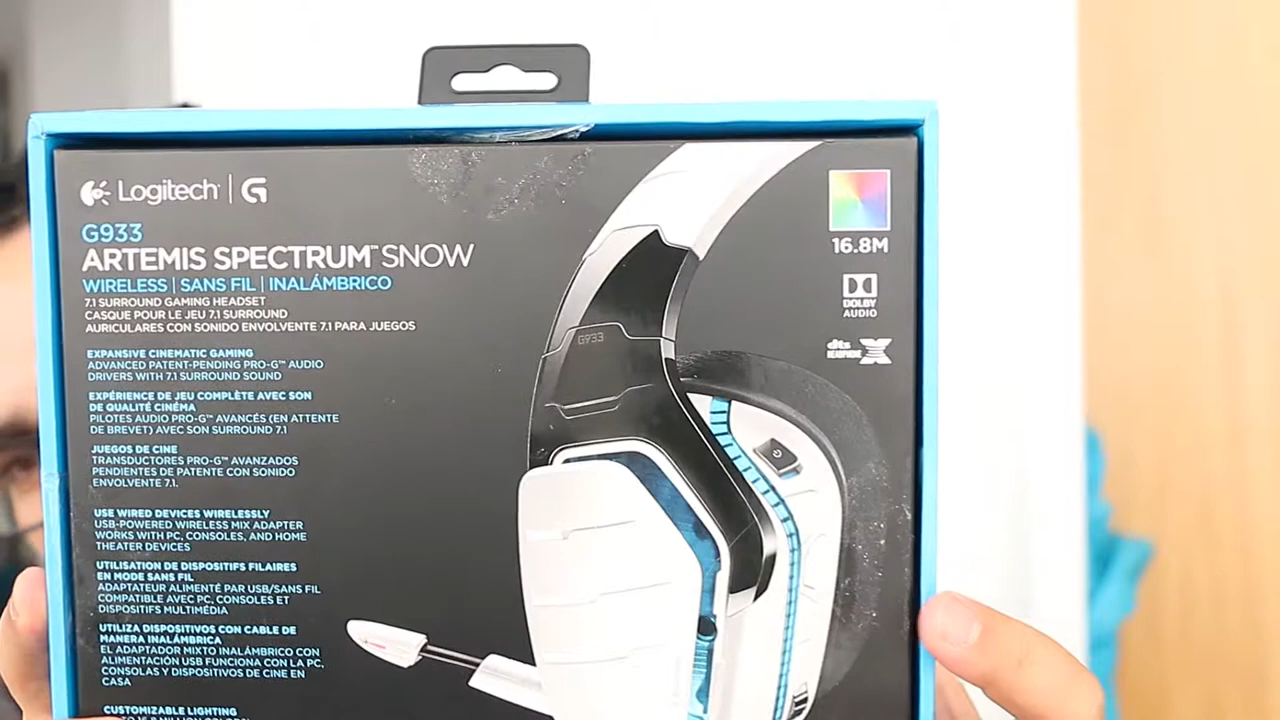 Logitech | G
G933
ARTEMIS SPECTRUM™ SNOW
WIRELESS | SANS FIL | INALÁMBRICO
7.1 SURROUND GAMING HEADSET
CASQUE POUR LE JEU 7.1 SURROUND
AURICULARES CON SONIDO ENVOLVENTE 7.1 PARA JUEGOS
EXPANSIVE CINEMATIC GAMING
ADVANCED PATENT-PENDING PRO-G™ AUDIO
DRIVERS WITH 7.1 SURROUND SOUND
EXPÉRIENCE DE JEU COMPLÈTE AVEC SON
DE QUALITÉ CINÉMA
PILOTES AUDIO PRO-G™ AVANCÉS (EN ATTENTE
DE BREVET) AVEC SON SURROUND 7.1
JUEGOS DE CINE
TRANSDUCTORES PRO-G™ AVANZADOS
PENDIENTES DE PATENTE CON SONIDO
ENVOLVENTE 7.1.
USE WIRED DEVICES WIRELESSLY
USB-POWERED WIRELESS MIX ADAPTER
WORKS WITH PC, CONSOLES, AND HOME
THEATER DEVICES
UTILISATION DE DISPOSITIFS FILAIRES
EN MODE SANS FIL
ADAPTATEUR ALIMENTÉ PAR USB/SANS FIL
COMPATIBLE AVEC PC, CONSOLES ET
DISPOSITIFS MULTIMÉDIA
UTILIZA DISPOSITIVOS CON CABLE DE
MANERA INALÁMBRICA
EL ADAPTADOR MIXTO INALÁMBRICO CON
ALIMENTACIÓN USB FUNCIONA CON LA PC,
CONSOLAS Y DISPOSITIVOS DE CINE EN
CASA
CUSTOMIZABLE LIGHTING
16.8M
DOLBY
AUDIO
dts
HEADPHONE X
G933